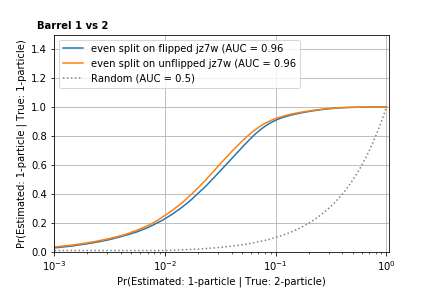 Barrel 1 vs 2
Pr(Estimated: 1-particle | True: 1-particle)
1.4
1.2
1.0
0.8
0.6
0.4
0.2
0.0
even split on flipped jz7w (AUC = 0.96
even split on unflipped jz7w (AUC = 0.96
Random (AUC = 0.5)
10⁻³
10⁻²
10⁻¹
10⁰
Pr(Estimated: 1-particle | True: 2-particle)